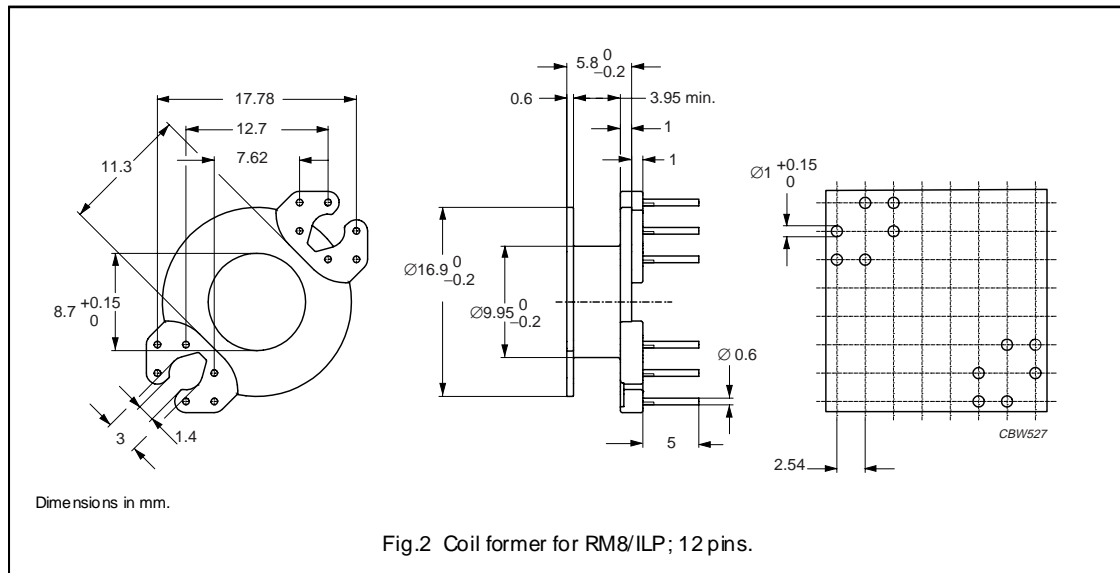 5.8 0 −0.2
17.78
0.6
3.95 min.
12.7
1
7.62
1
11.3
∅1 +0.15 0
∅16.9 0 −0.2
8.7 +0.15 0
∅9.95 0 −0.2
∅ 0.6
3
1.4
5
CBW527
2.54
Dimensions in mm.
Fig.2 Coil former for RM8/ILP; 12 pins.